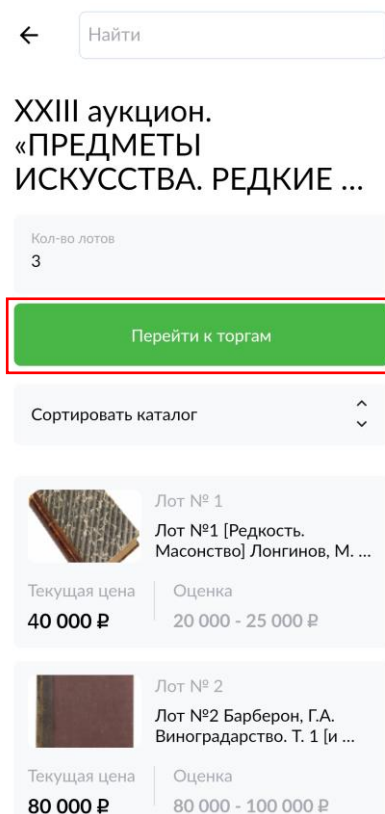 Найти
XXIII аукцион.
«ПРЕДМЕТЫ
ИСКУССТВА. РЕДКИЕ ...
Кол-во лотов
3
Перейти к торгам
Сортировать каталог
Лот № 1
Лот №1 [Редкость.
Масонство] Лонгинов, М. ...
Текущая цена
Оценка
40 000 ₽
20 000 - 25 000 ₽
Лот № 2
Лот №2 Барберон, Г.А.
Виноградарство. Т. 1 [и ...
Текущая цена
Оценка
80 000 ₽
80 000 - 100 000 ₽